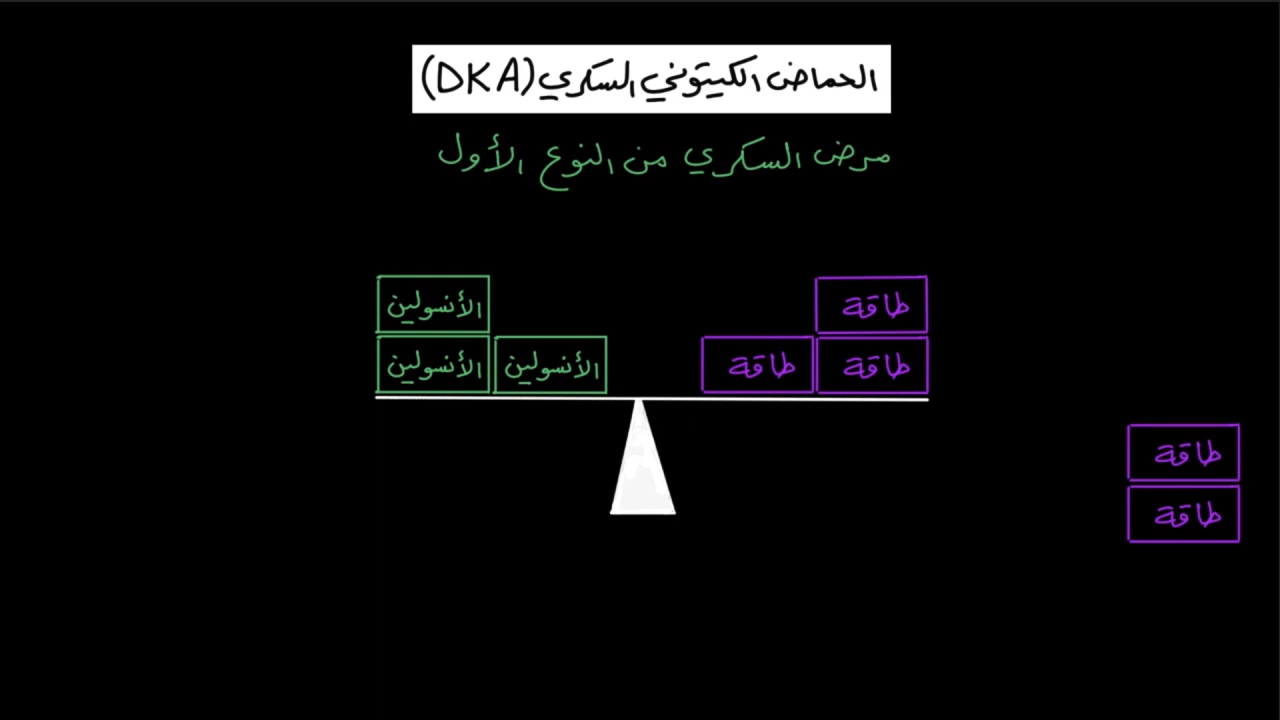 الحماض الكيتوني السكري (DKA)
مرض السكري من النوع الأول
طاقة الأنسولين
طاقة طاقة الأنسولين الأنسولين
طاقة
طاقة